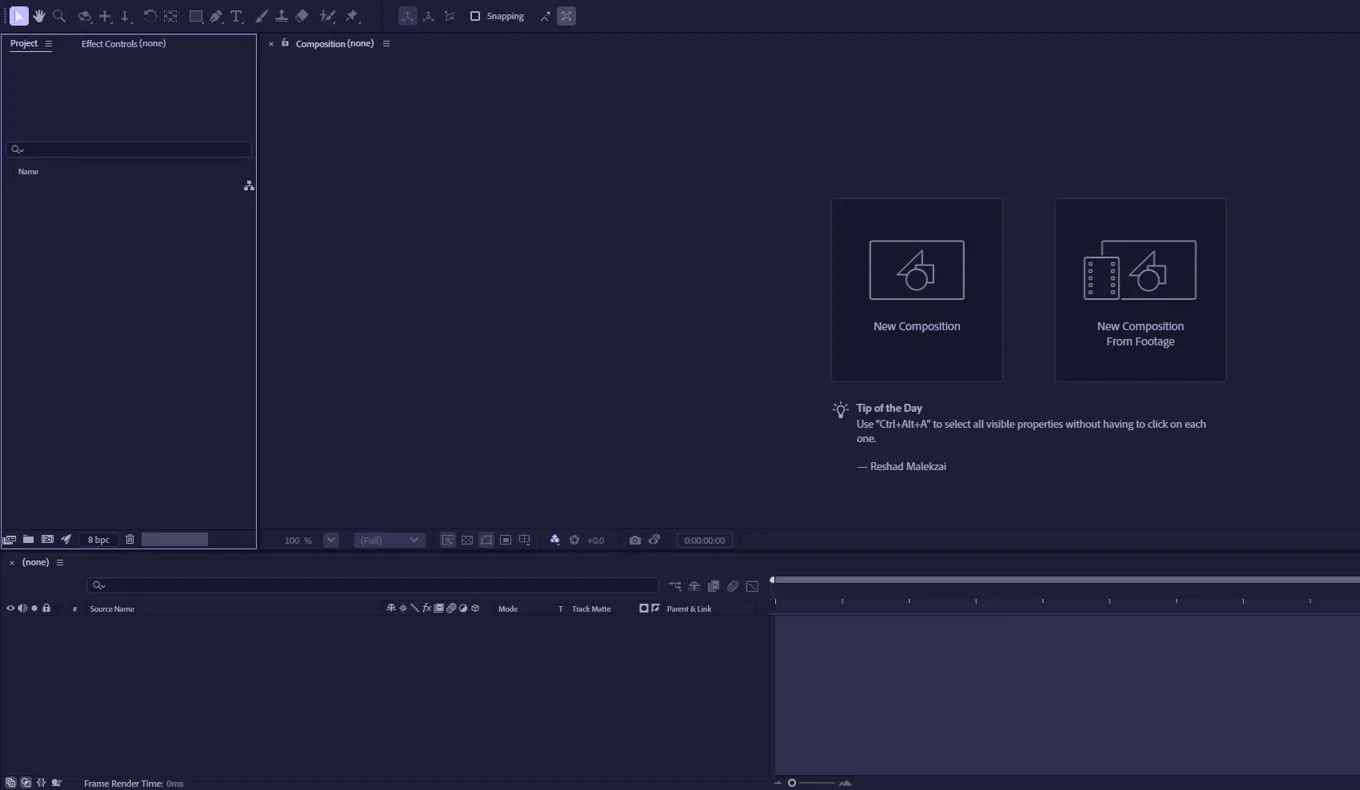 Snapping
Project
Effect Controls (none)
Composition (none)
Name
New Composition
New Composition
From Footage
Tip of the Day
Use "Ctrl+Alt+A" to select all visible properties without having to click on each
one.
— Reshad Malekzai
8 bpc
100 %
(Full)
+0.0
0:00:00:00
(none)
# Source Name
fx
Mode
T Track Matte
Parent & Link
Frame Render Time: 0ms